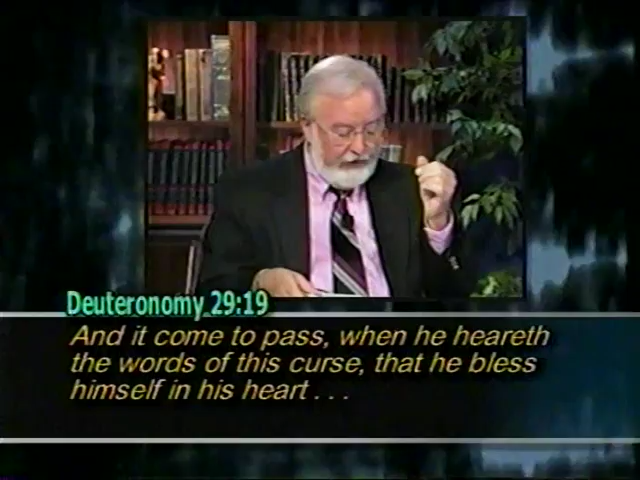 Deuteronomy 29:19
And it come to pass, when he heareth
the words of this curse, that he bless
himself in his heart . . .